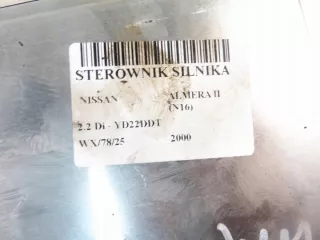 STEROWNIK SILNIKA
NISSAN ALMERA II
(N16)
2.2 Di - YD22DDT
WX/78/25 2000